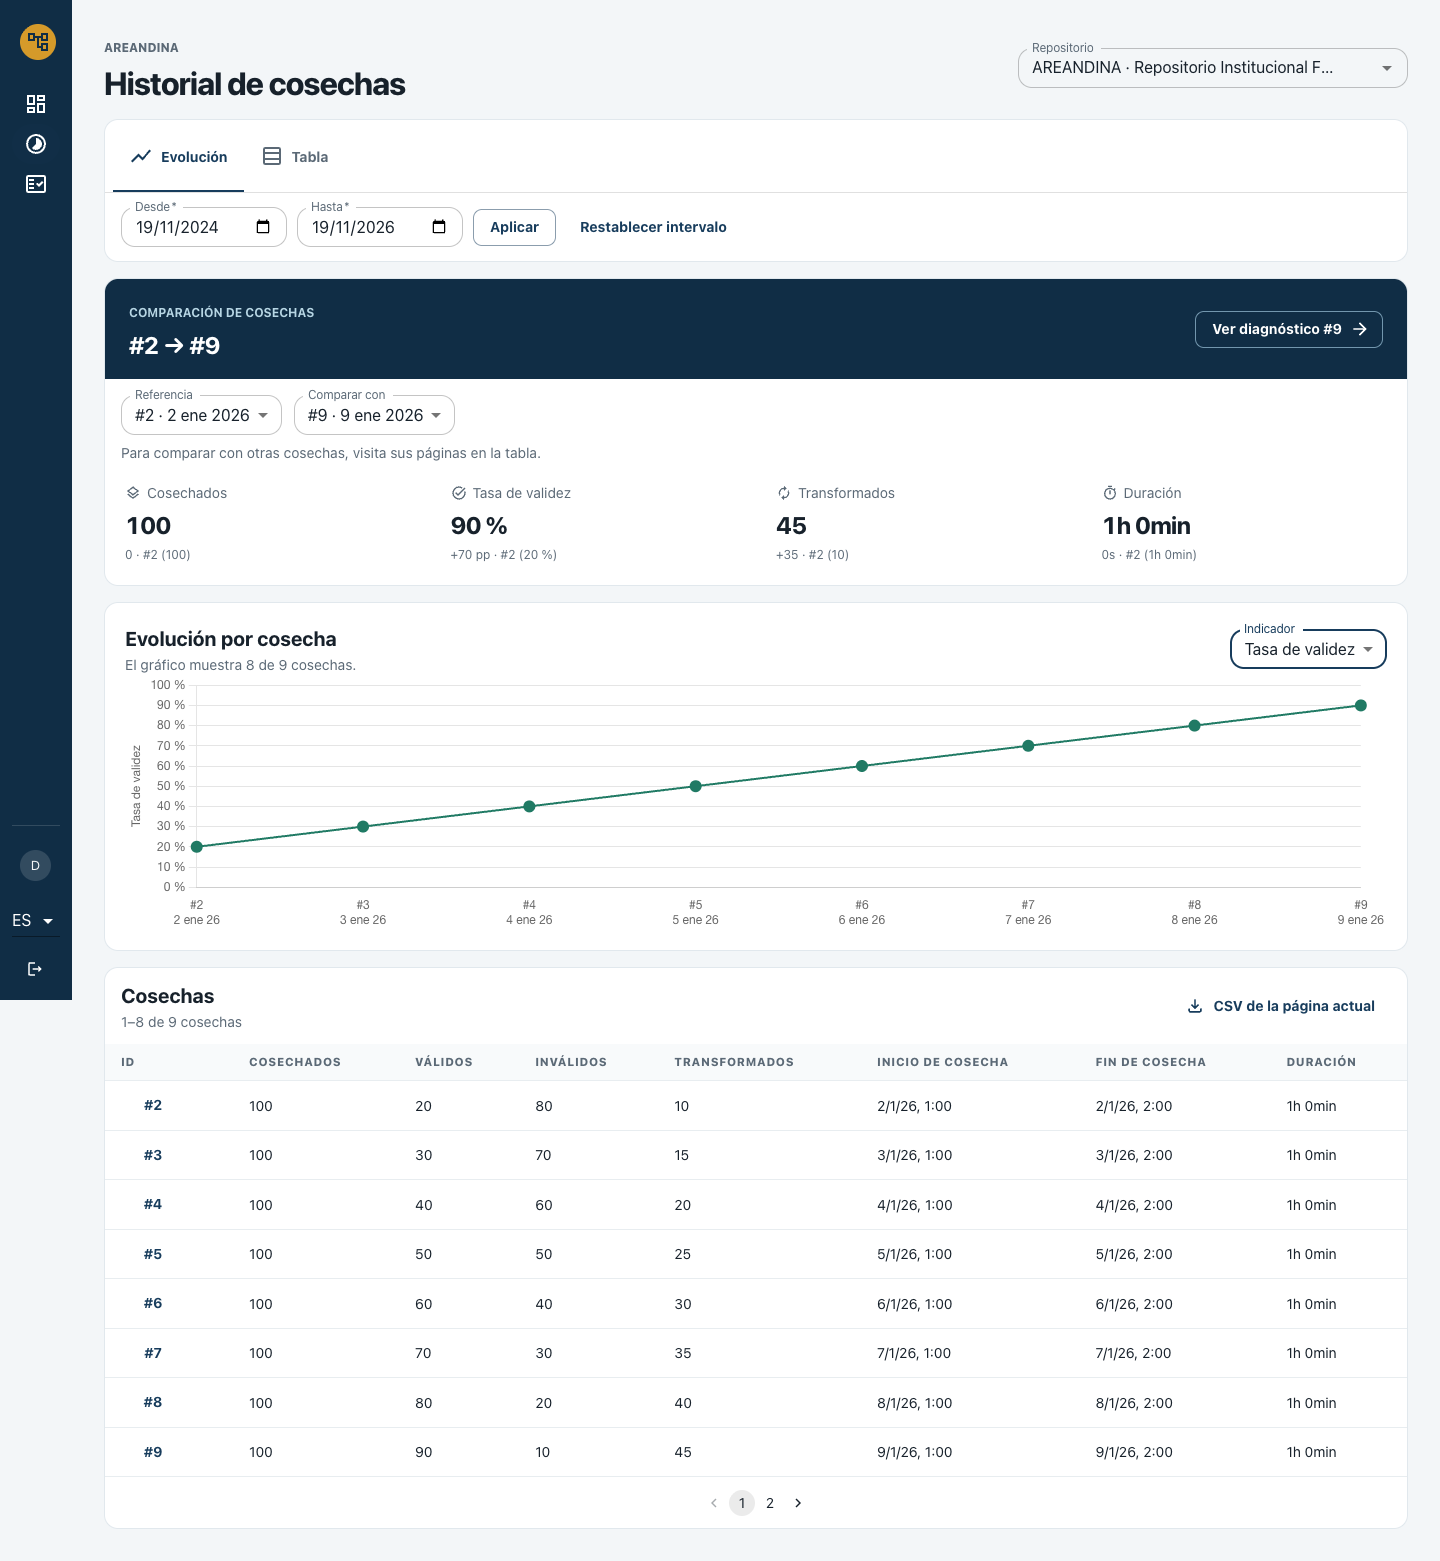 AREANDINA
Historial de cosechas
Repositorio
AREANDINA · Repositorio Institucional F...
Evolución
Tabla
Desde *
19/11/2024
Hasta *
19/11/2026
Aplicar
Restablecer intervalo
COMPARACIÓN DE COSECHAS
#2 → #9
Ver diagnóstico #9 →
Referencia
#2 · 2 ene 2026
Comparar con
#9 · 9 ene 2026
Para comparar con otras cosechas, visita sus páginas en la tabla.
Cosechados
100
0 · #2 (100)
Tasa de validez
90 %
+70 pp · #2 (20 %)
Transformados
45
+35 · #2 (10)
Duración
1h 0min
0s · #2 (1h 0min)
Evolución por cosecha
El gráfico muestra 8 de 9 cosechas.
Indicador
Tasa de validez
Tasa de validez
100 %
90 %
80 %
70 %
60 %
50 %
40 %
30 %
20 %
10 %
0 %
#2 #3 #4 #5 #6 #7 #8 #9
2 ene 26 3 ene 26 4 ene 26 5 ene 26 6 ene 26 7 ene 26 8 ene 26 9 ene 26
D
ES
Cosechas
1–8 de 9 cosechas
CSV de la página actual
ID COSECHADOS VÁLIDOS INVÁLIDOS TRANSFORMADOS INICIO DE COSECHA FIN DE COSECHA DURACIÓN
#2 100 20 80 10 2/1/26, 1:00 2/1/26, 2:00 1h 0min
#3 100 30 70 15 3/1/26, 1:00 3/1/26, 2:00 1h 0min
#4 100 40 60 20 4/1/26, 1:00 4/1/26, 2:00 1h 0min
#5 100 50 50 25 5/1/26, 1:00 5/1/26, 2:00 1h 0min
#6 100 60 40 30 6/1/26, 1:00 6/1/26, 2:00 1h 0min
#7 100 70 30 35 7/1/26, 1:00 7/1/26, 2:00 1h 0min
#8 100 80 20 40 8/1/26, 1:00 8/1/26, 2:00 1h 0min
#9 100 90 10 45 9/1/26, 1:00 9/1/26, 2:00 1h 0min
‹ 1 2 ›